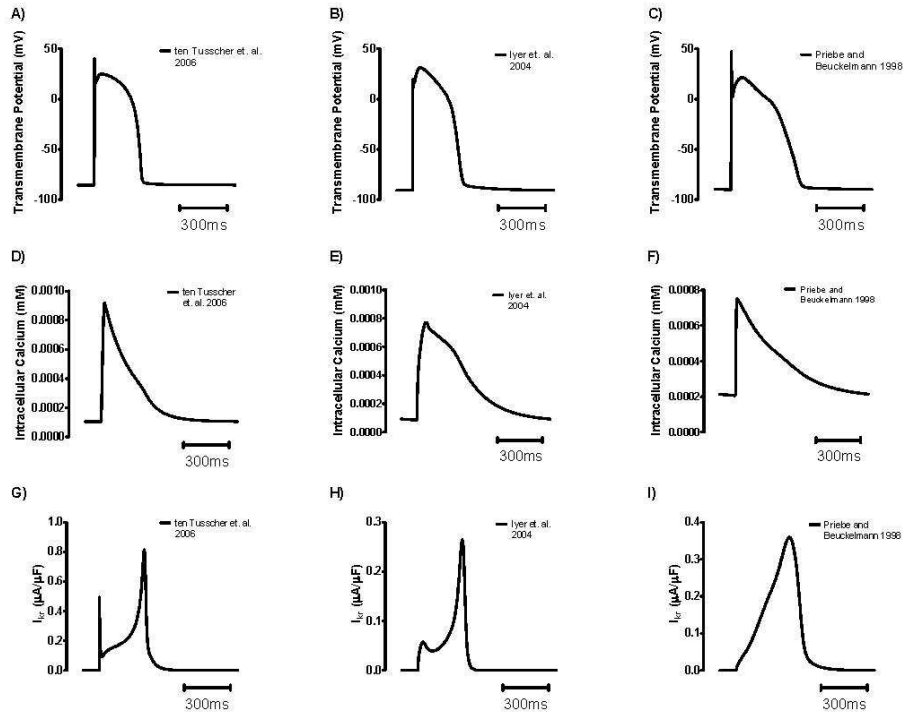 A)
Transmembrane Potential (mV)
50
0
-50
-100
ten Tusscher et. al.
2006
300ms
B)
Transmembrane Potential (mV)
50
0
-50
-100
Iyer et. al.
2004
300ms
C)
Transmembrane Potential (mV)
50
0
-50
-100
Priebe and
Beuckelmann 1998
300ms
D)
Intracellular Calcium (mM)
0.0010
0.0008
0.0006
0.0004
0.0002
0.0000
ten Tusscher
et. al. 2006
300ms
E)
Intracellular Calcium (mM)
0.0010
0.0008
0.0006
0.0004
0.0002
0.0000
Iyer et. al.
2004
300ms
F)
Intracellular Calcium (mM)
0.0008
0.0006
0.0004
0.0002
0.0000
Priebe and
Beuckelmann 1998
300ms
G)
Ikr (µA/µF)
1.0
0.8
0.6
0.4
0.2
0.0
ten Tusscher et. al.
2006
300ms
H)
Ikr (µA/µF)
0.3
0.2
0.1
0.0
Iyer et. al.
2004
300ms
I)
Ikr (µA/µF)
0.4
0.3
0.2
0.1
0.0
Priebe and
Beuckelmann 1998
300ms